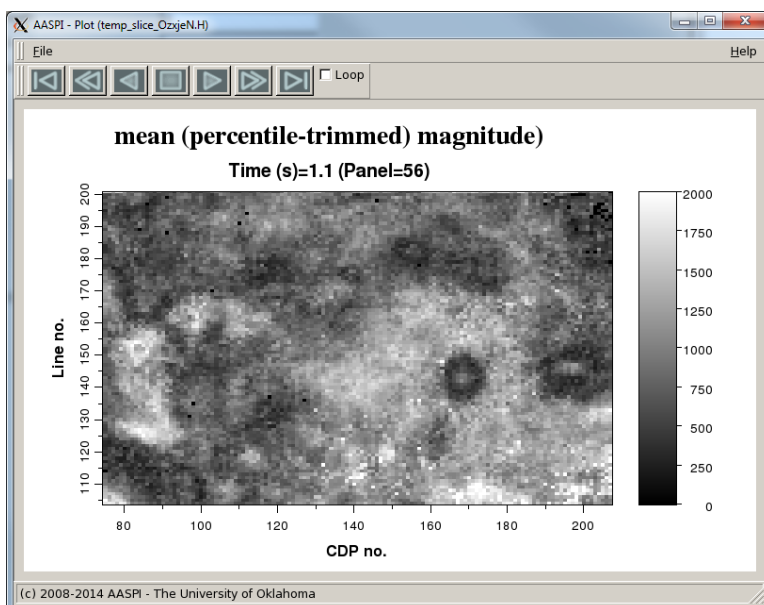 AASPI - Plot (temp_slice_OzxjeN.H)
File Help
Loop
mean (percentile-trimmed) magnitude)
Time (s)=1.1 (Panel=56)
200
190
180
170
160
150
140
130
120
110
Line no.
80 100 120 140 160 180 200
CDP no.
2000
1750
1500
1250
1000
750
500
250
0
(c) 2008-2014 AASPI - The University of Oklahoma